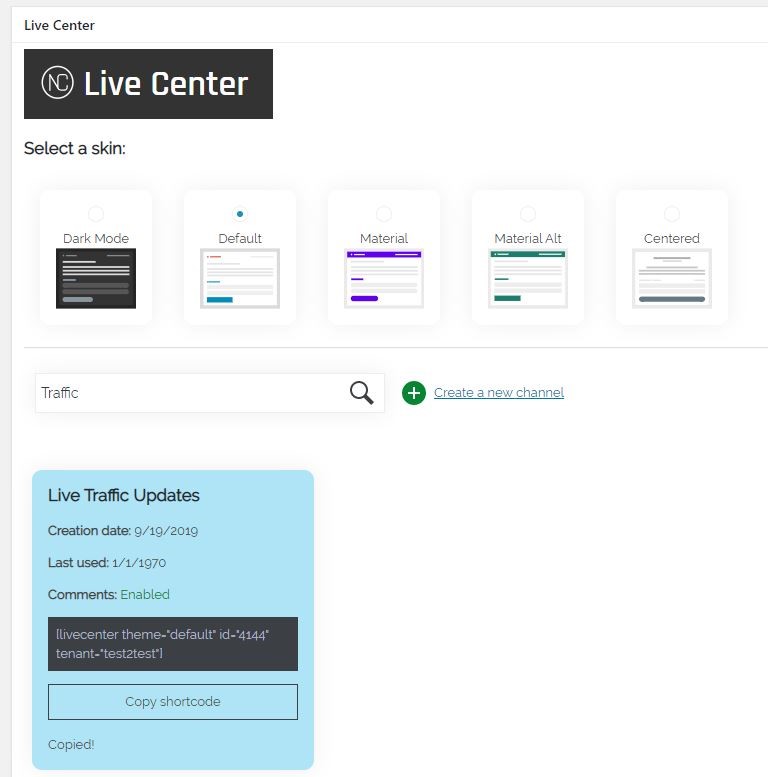 Live Center
NC Live Center
Select a skin:
Dark Mode
Default
Material
Material Alt
Centered
Traffic
Create a new channel
Live Traffic Updates
Creation date: 9/19/2019
Last used: 1/1/1970
Comments: Enabled
[livecenter theme="default" id="4144"
tenant="test2test"]
Copy shortcode
Copied!